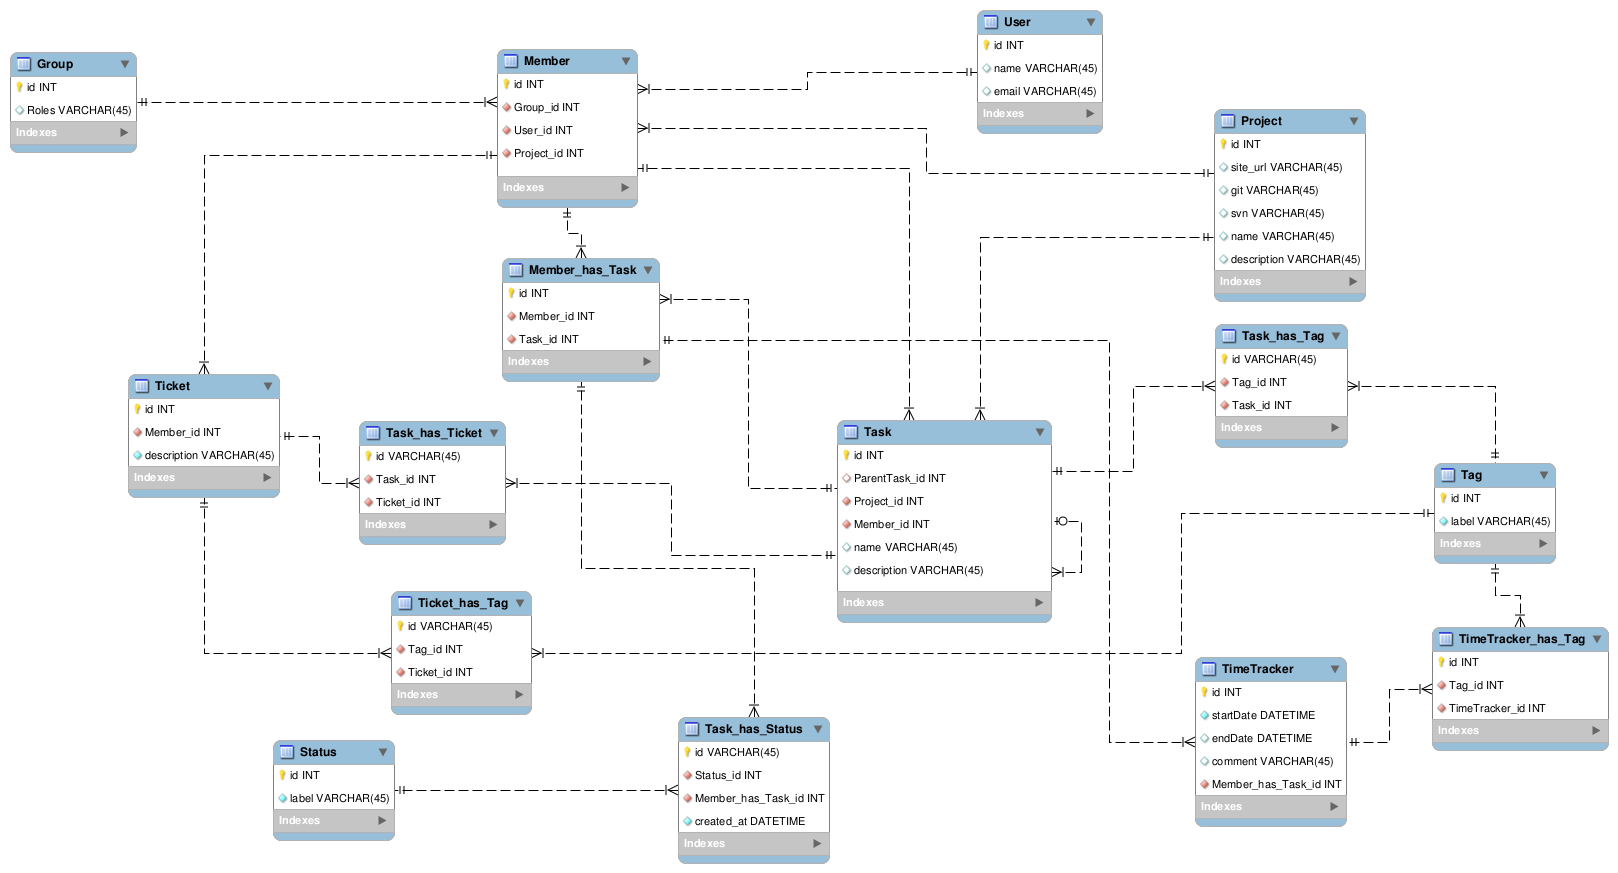 Group
id INT
Roles VARCHAR(45)
Indexes
Member
id INT
Group_id INT
User_id INT
Project_id INT
Indexes
User
id INT
name VARCHAR(45)
email VARCHAR(45)
Indexes
Project
id INT
site_url VARCHAR(45)
git VARCHAR(45)
svn VARCHAR(45)
name VARCHAR(45)
description VARCHAR(45)
Indexes
Member_has_Task
id INT
Member_id INT
Task_id INT
Indexes
Task_has_Tag
id VARCHAR(45)
Tag_id INT
Task_id INT
Indexes
Ticket
id INT
Member_id INT
description VARCHAR(45)
Indexes
Task_has_Ticket
id VARCHAR(45)
Task_id INT
Ticket_id INT
Indexes
Task
id INT
ParentTask_id INT
Project_id INT
Member_id INT
name VARCHAR(45)
description VARCHAR(45)
Indexes
Tag
id INT
label VARCHAR(45)
Indexes
Ticket_has_Tag
id VARCHAR(45)
Tag_id INT
Ticket_id INT
Indexes
TimeTracker_has_Tag
id INT
Tag_id INT
TimeTracker_id INT
Indexes
TimeTracker
id INT
startDate DATETIME
endDate DATETIME
comment VARCHAR(45)
Member_has_Task_id INT
Indexes
Task_has_Status
id VARCHAR(45)
Status_id INT
Member_has_Task_id INT
created_at DATETIME
Indexes
Status
id INT
label VARCHAR(45)
Indexes